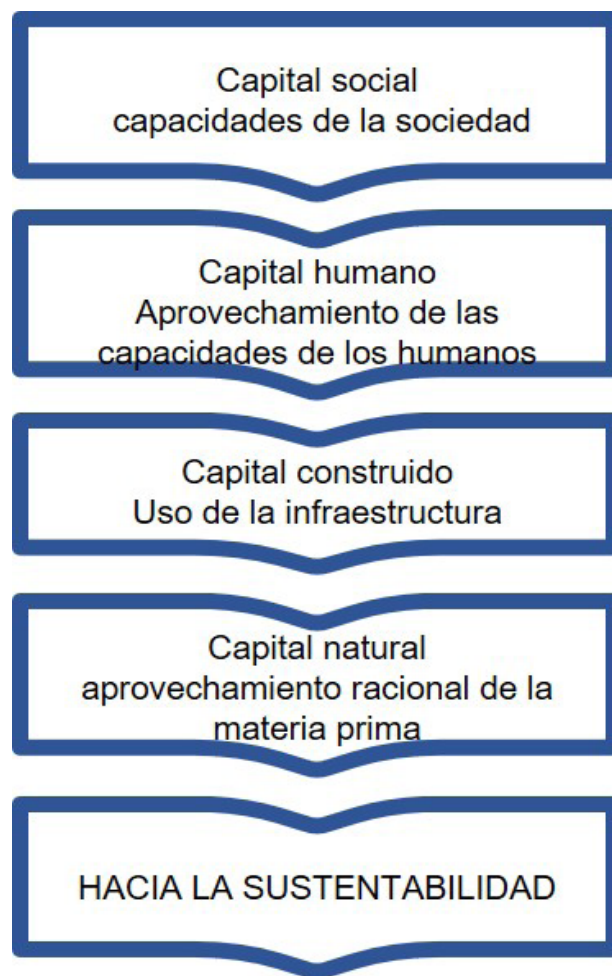 Capital social
capacidades de la sociedad
Capital humano
Aprovechamiento de las
capacidades de los humanos
Capital construido
Uso de la infraestructura
Capital natural
aprovechamiento racional de la
materia prima
HACIA LA SUSTENTABILIDAD